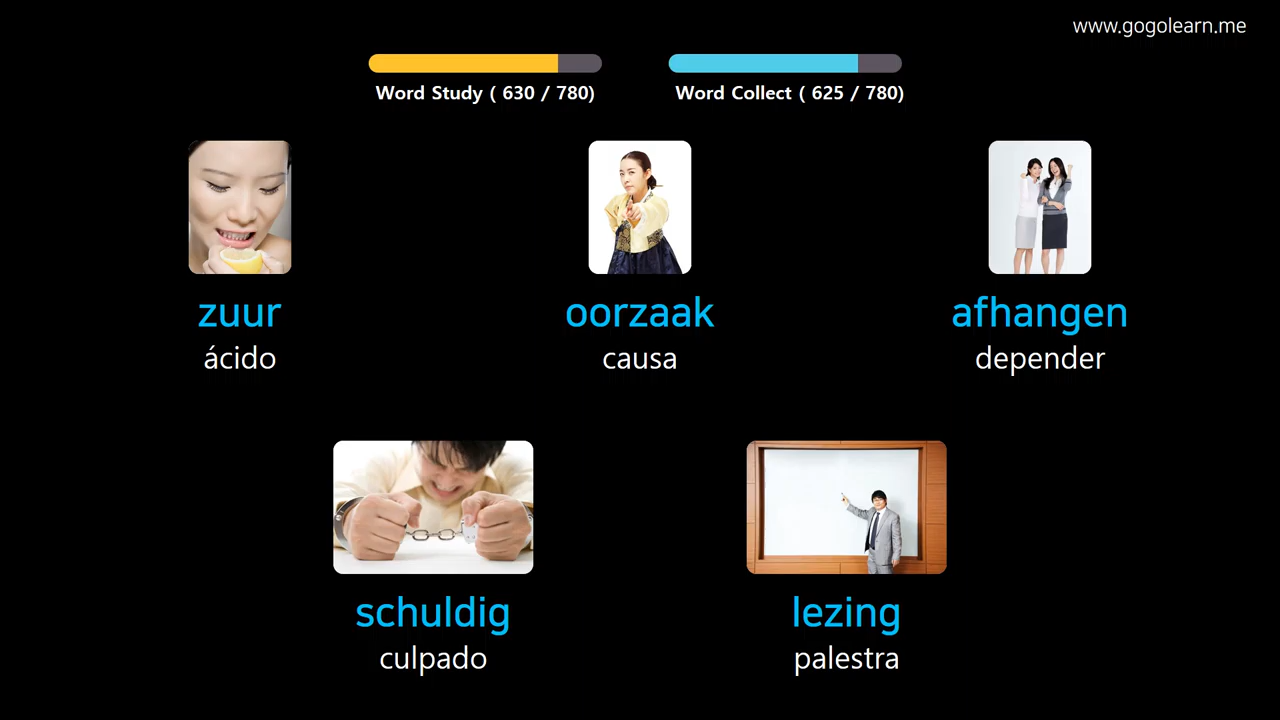 www.gogolearn.me
Word Study ( 630 / 780)
Word Collect ( 625 / 780)
zuur
ácido
oorzaak
causa
afhangen
depender
schuldig
culpado
lezing
palestra